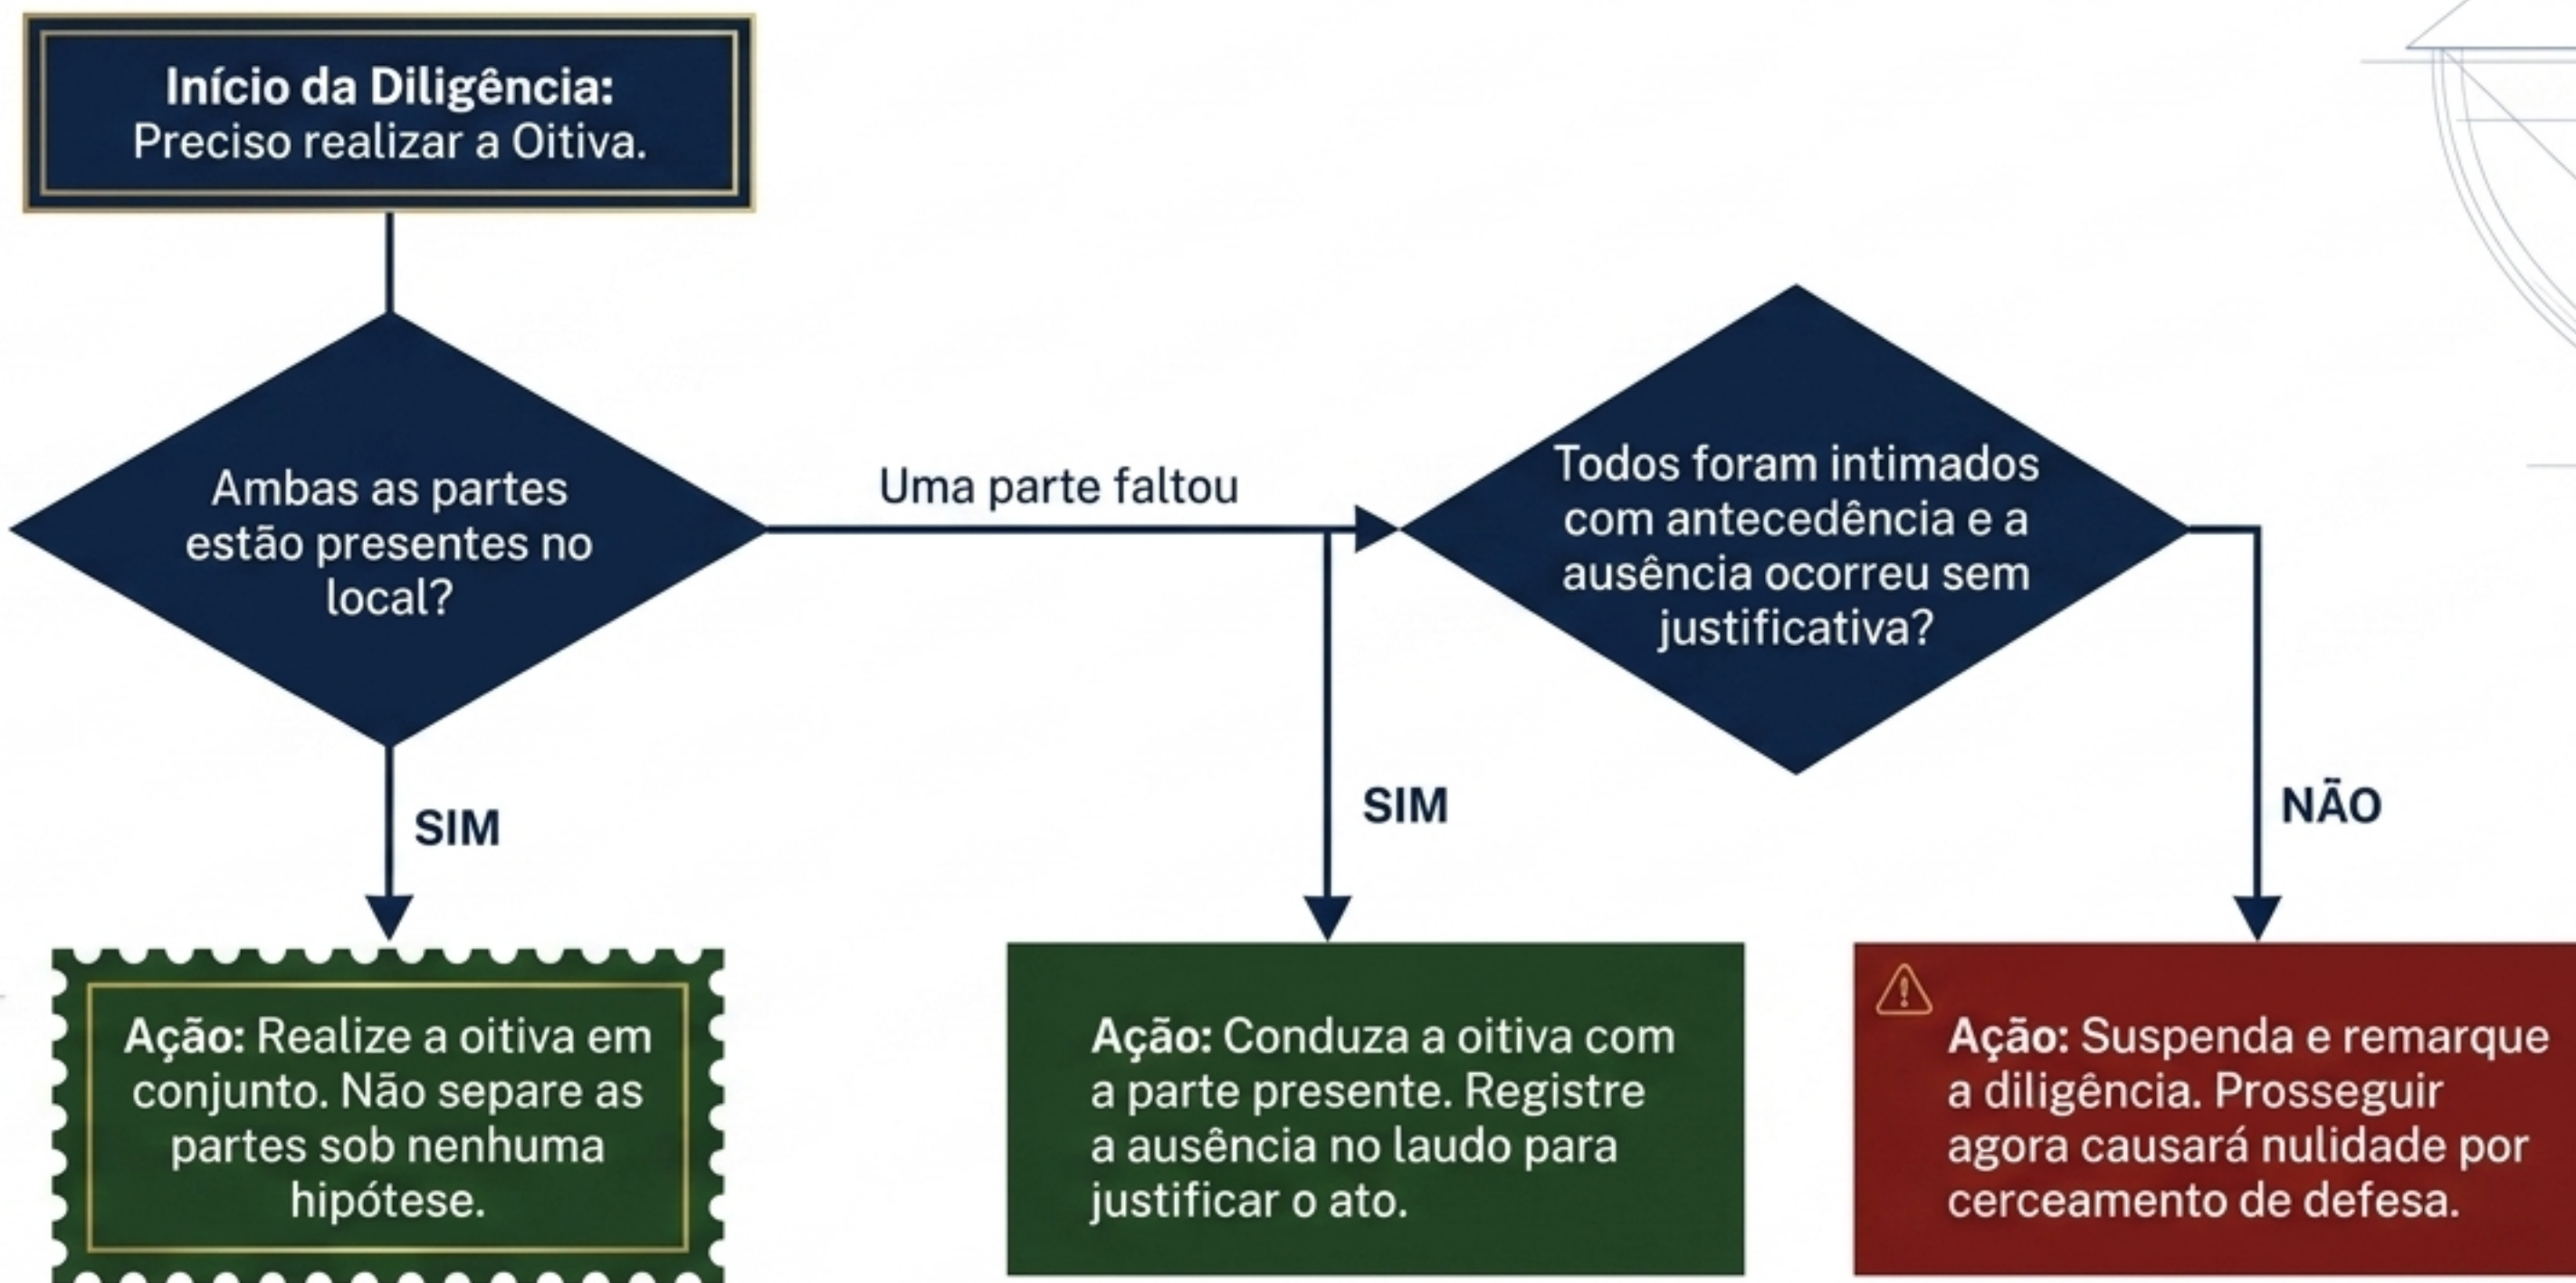 Início da Diligência:
Preciso realizar a Oitiva.
Ambas as partes
estão presentes no
local?
Uma parte faltou
Todos foram intimados
com antecedência e a
ausência ocorreu sem
justificativa?
SIM
SIM
NÃO
Ação: Realize a oitiva em
conjunto. Não separe as
partes sob nenhuma
hipótese.
Ação: Conduza a oitiva com
a parte presente. Registre
a ausência no laudo para
justificar o ato.
Ação: Suspenda e remarque
a diligência. Prosseguir
agora causará nulidade por
cerceamento de defesa.